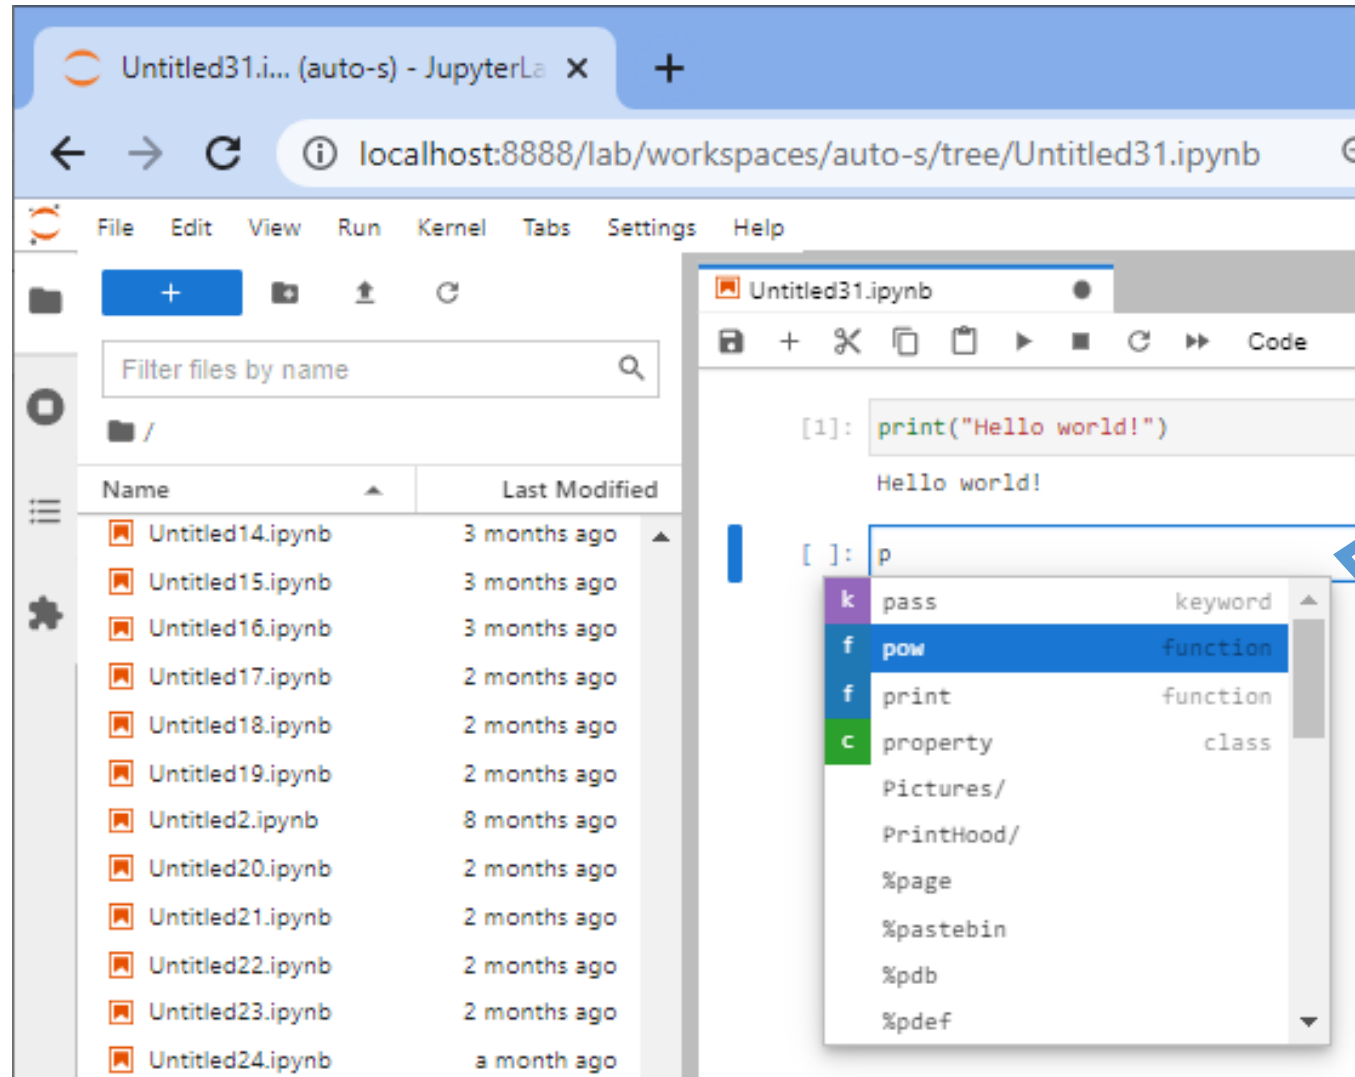 Untitled31.i... (auto-s) - JupyterLa
localhost:8888/lab/workspaces/auto-s/tree/Untitled31.ipynb
File Edit View Run Kernel Tabs Settings Help
Filter files by name
/
Name Last Modified
Untitled14.ipynb 3 months ago
Untitled15.ipynb 3 months ago
Untitled16.ipynb 3 months ago
Untitled17.ipynb 2 months ago
Untitled18.ipynb 2 months ago
Untitled19.ipynb 2 months ago
Untitled2.ipynb 8 months ago
Untitled20.ipynb 2 months ago
Untitled21.ipynb 2 months ago
Untitled22.ipynb 2 months ago
Untitled23.ipynb 2 months ago
Untitled24.ipynb a month ago
Untitled31.ipynb
Code
[1]: print("Hello world!")
Hello world!
[ ]: p
k pass keyword
f pow function
f print function
c property class
Pictures/
PrintHood/
%page
%pastebin
%pdb
%pdef